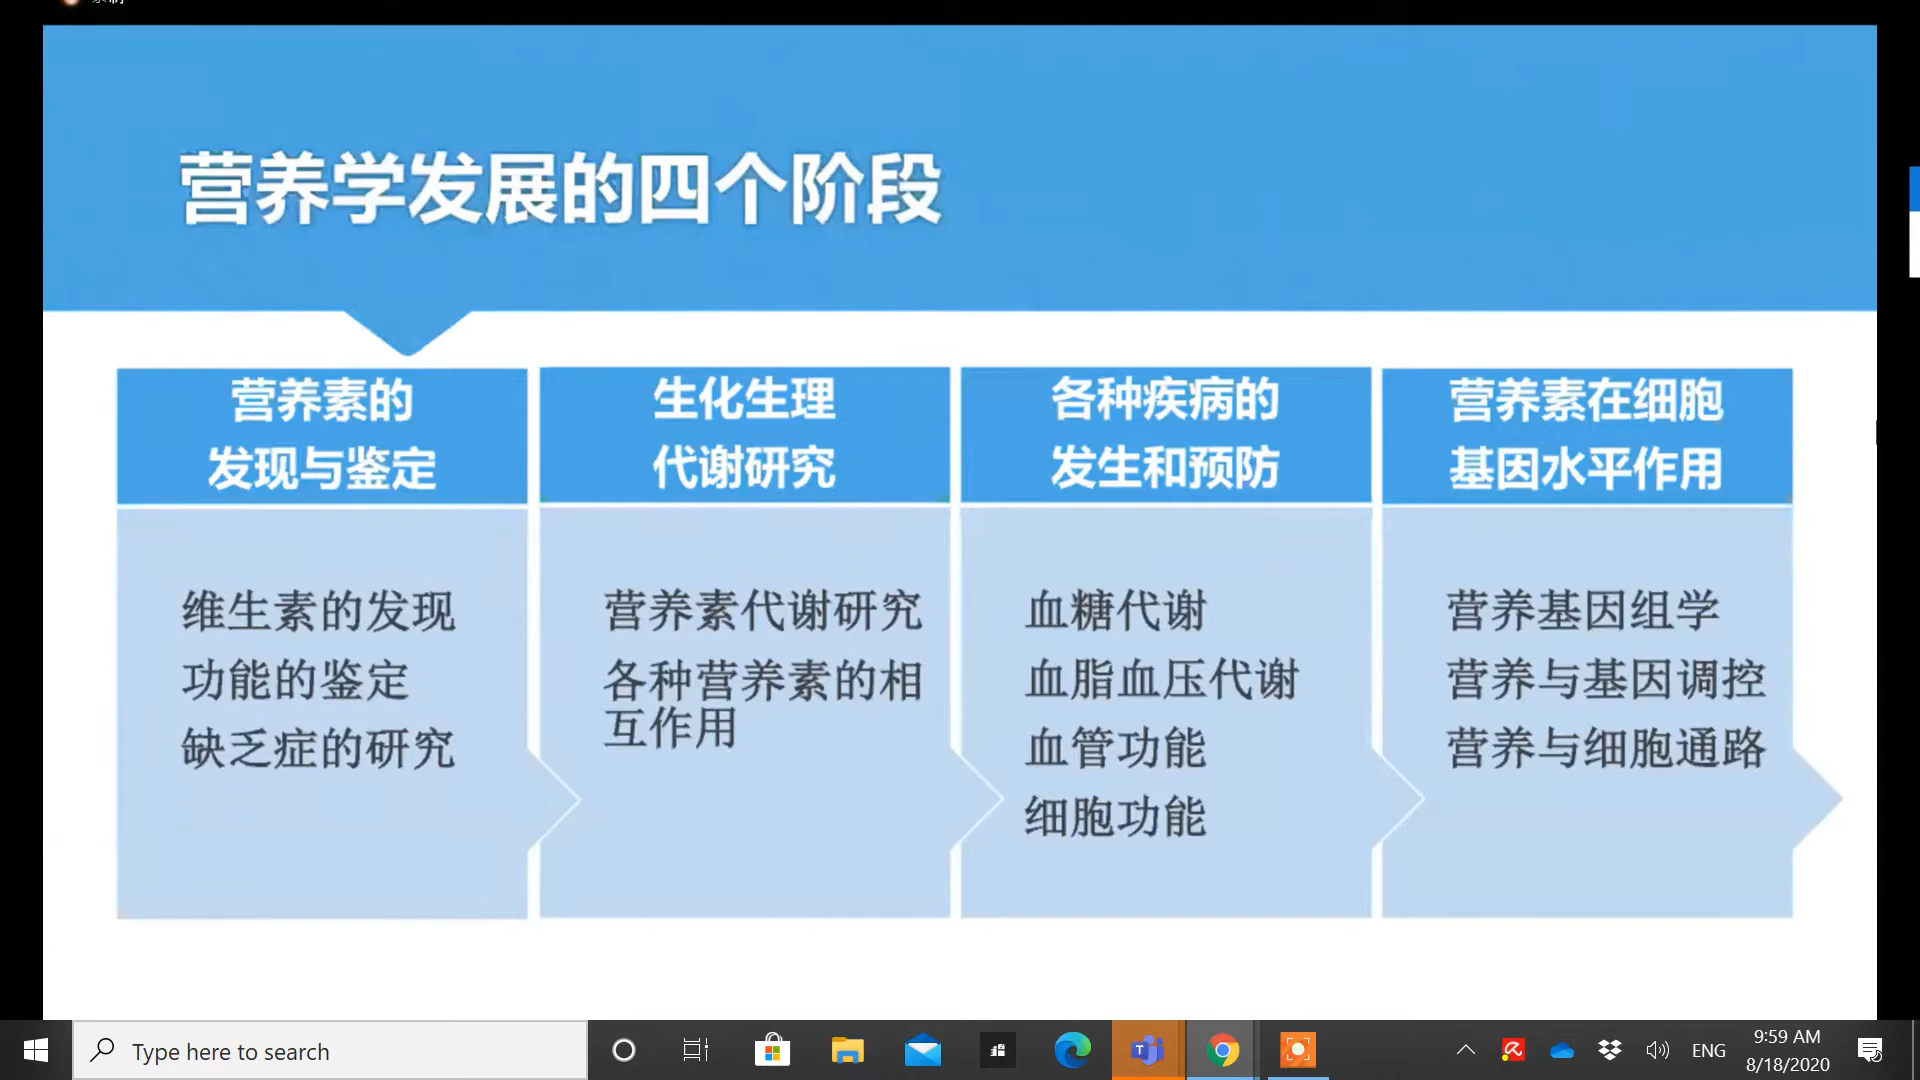 营养学发展的四个阶段
营养素的
发现与鉴定
维生素的发现
功能的鉴定
缺乏症的研究
生化生理
代谢研究
营养素代谢研究
各种营养素的相
互作用
各种疾病的
发生和预防
血糖代谢
血脂血压代谢
血管功能
细胞功能
营养素在细胞
基因水平作用
营养基因组学
营养与基因调控
营养与细胞通路
Type here to search
ENG
9:59 AM
8/18/2020